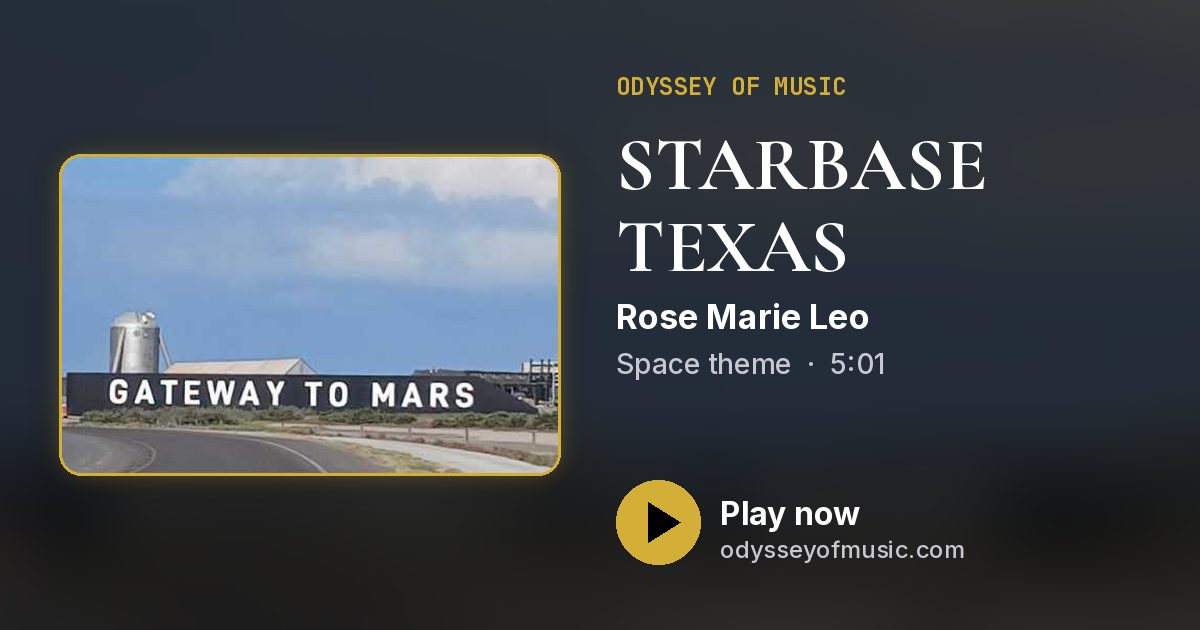 ODYSSEY OF MUSIC
STARBASE
TEXAS
Rose Marie Leo
Space theme · 5:01
GATEWAY TO MARS
Play now
odysseyofmusic.com